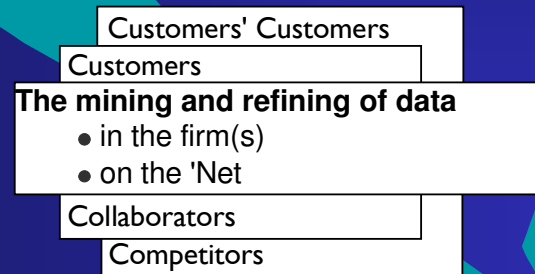 Customers' Customers
Customers
The mining and refining of data
● in the firm(s)
● on the 'Net
Collaborators
Competitors